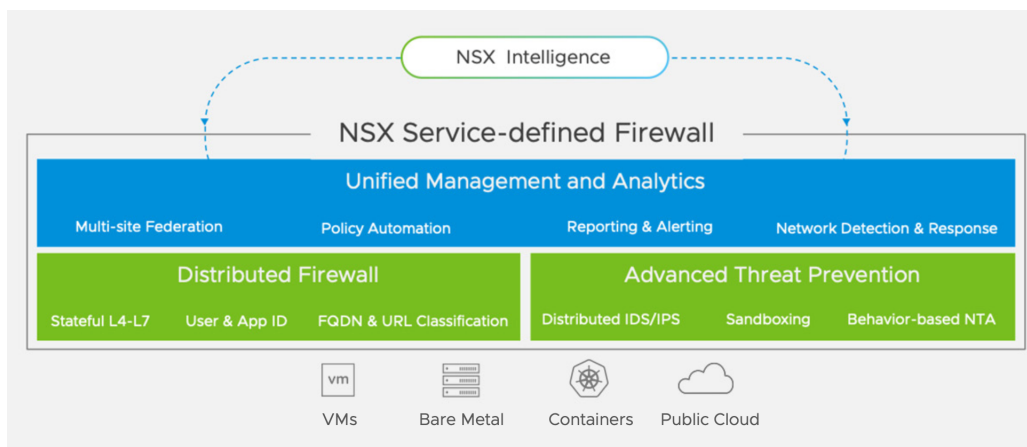 NSX Intelligence
NSX Service-defined Firewall
Unified Management and Analytics
Multi-site Federation Policy Automation Reporting & Alerting Network Detection & Response
Distributed Firewall
Stateful L4-L7 User & App ID FQDN & URL Classification
Advanced Threat Prevention
Distributed IDS/IPS Sandboxing Behavior-based NTA
vm
VMs Bare Metal Containers Public Cloud